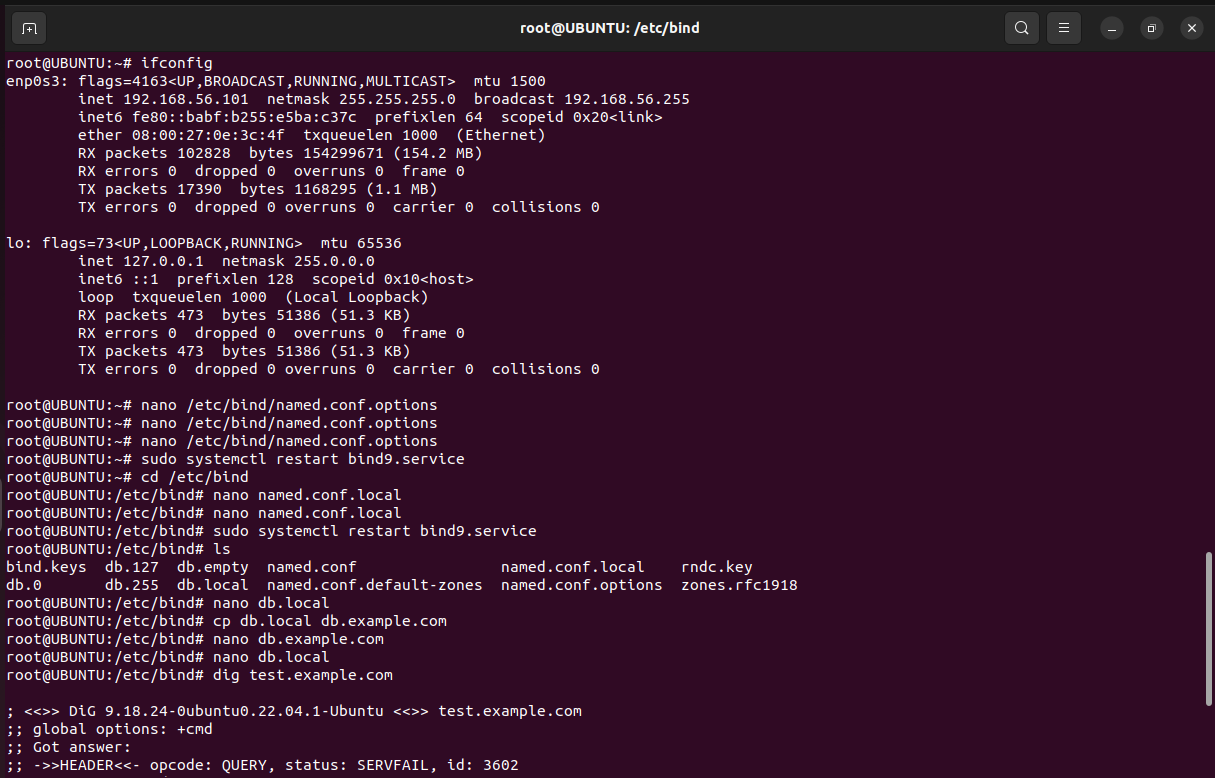 root@UBUNTU: /etc/bind
root@UBUNTU:~# ifconfig
enp0s3: flags=4163<UP,BROADCAST,RUNNING,MULTICAST>  mtu 1500
        inet 192.168.56.101  netmask 255.255.255.0  broadcast 192.168.56.255
        inet6 fe80::babf:b255:e5ba:c37c  prefixlen 64  scopeid 0x20<link>
        ether 08:00:27:0e:3c:4f  txqueuelen 1000  (Ethernet)
        RX packets 102828  bytes 154299671 (154.2 MB)
        RX errors 0  dropped 0  overruns 0  frame 0
        TX packets 17390  bytes 1168295 (1.1 MB)
        TX errors 0  dropped 0 overruns 0  carrier 0  collisions 0

lo: flags=73<UP,LOOPBACK,RUNNING>  mtu 65536
        inet 127.0.0.1  netmask 255.0.0.0
        inet6 ::1  prefixlen 128  scopeid 0x10<host>
        loop  txqueuelen 1000  (Local Loopback)
        RX packets 473  bytes 51386 (51.3 KB)
        RX errors 0  dropped 0  overruns 0  frame 0
        TX packets 473  bytes 51386 (51.3 KB)
        TX errors 0  dropped 0 overruns 0  carrier 0  collisions 0

root@UBUNTU:~# nano /etc/bind/named.conf.options
root@UBUNTU:~# nano /etc/bind/named.conf.options
root@UBUNTU:~# nano /etc/bind/named.conf.options
root@UBUNTU:~# sudo systemctl restart bind9.service
root@UBUNTU:~# cd /etc/bind
root@UBUNTU:/etc/bind# nano named.conf.local
root@UBUNTU:/etc/bind# nano named.conf.local
root@UBUNTU:/etc/bind# sudo systemctl restart bind9.service
root@UBUNTU:/etc/bind# ls
bind.keys  db.127  db.empty  named.conf                named.conf.local    rndc.key
db.0       db.255  db.local  named.conf.default-zones  named.conf.options  zones.rfc1918
root@UBUNTU:/etc/bind# nano db.local
root@UBUNTU:/etc/bind# cp db.local db.example.com
root@UBUNTU:/etc/bind# nano db.example.com
root@UBUNTU:/etc/bind# nano db.local
root@UBUNTU:/etc/bind# dig test.example.com

; <<>> DiG 9.18.24-0ubuntu0.22.04.1-Ubuntu <<>> test.example.com
;; global options: +cmd
;; Got answer:
;; ->>HEADER<<- opcode: QUERY, status: SERVFAIL, id: 3602